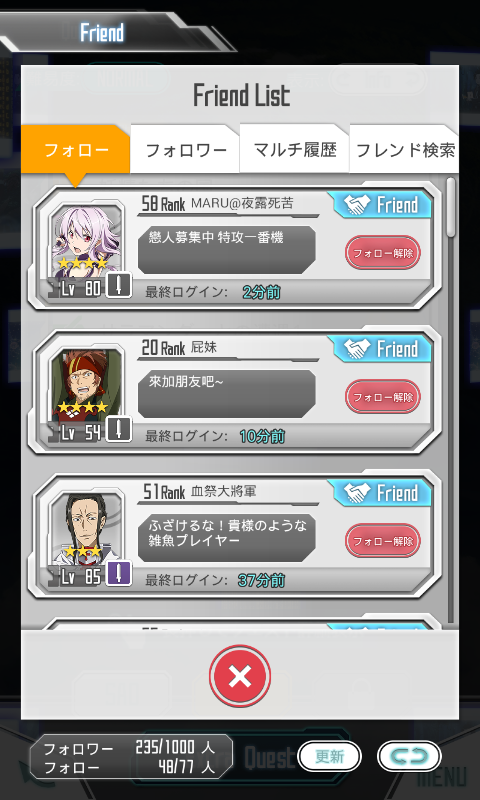 Friend
Friend List
フォロー
フォロワー
マルチ履歴
フレンド検索
58 Rank MARU@夜露死苦
Friend
戀人募集中 特攻一番機
フォロー解除
Lv 80
最終ログイン: 2分前
20 Rank 屁妹
Friend
來加朋友吧~
フォロー解除
Lv 54
最終ログイン: 10分前
51 Rank 血祭大將軍
Friend
ふざけるな！貴様のような
雑魚プレイヤー
フォロー解除
Lv 85
最終ログイン: 37分前
フォロワー 235/1000 人
フォロー 48/77 人
Quest
更新
MENU